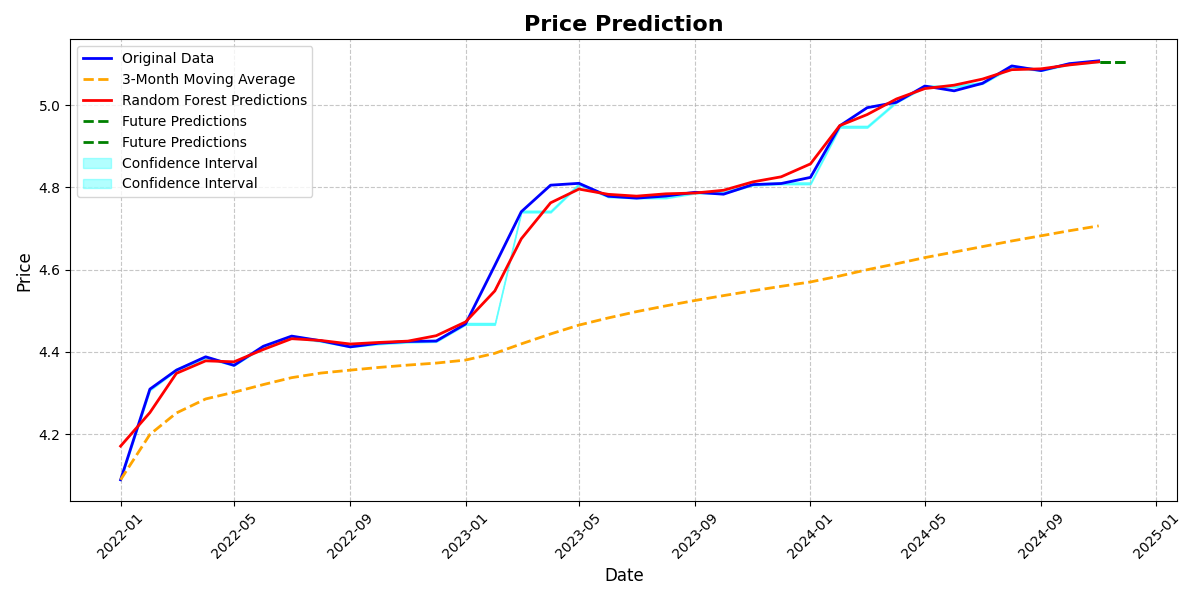 Price Prediction
Original Data
3-Month Moving Average
Random Forest Predictions
Future Predictions
Future Predictions
Confidence Interval
Confidence Interval
5.0
4.8
4.6
4.4
4.2
Price
2022-01
2022-05
2022-09
2023-01
2023-05
2023-09
2024-01
2024-05
2024-09
2025-01
Date